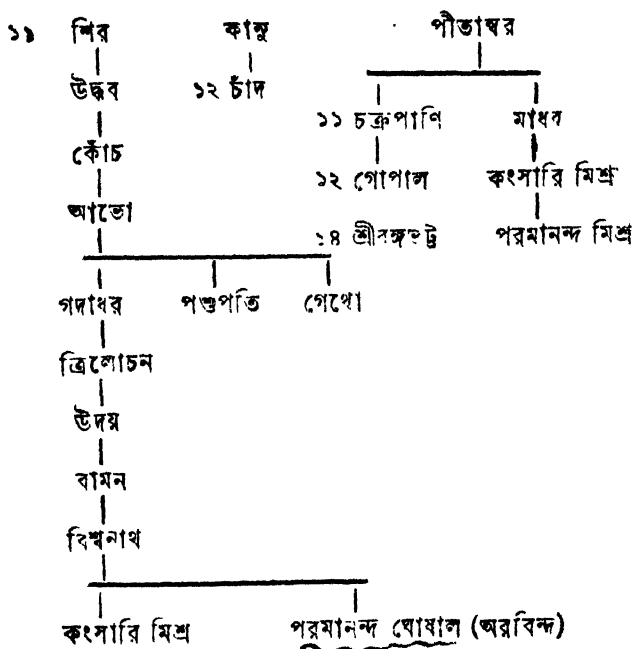 ১১ শির কানু পীতাম্বর
উদ্ধব ১২ চাঁদ
১১ চক্রপাণি মাধব
কোঁচ
১২ গোপাল কংসারি মিশ্র
আভো
১৪ শ্রীরঙ্গভট্ট পরমানন্দ মিশ্র
গদাধর পশুপতি গেথো
ত্রিলোচন
উদয়
বামন
বিশ্বনাথ
কংসারি মিশ্র পরমানন্দ ঘোষাল (অরবিন্দ)